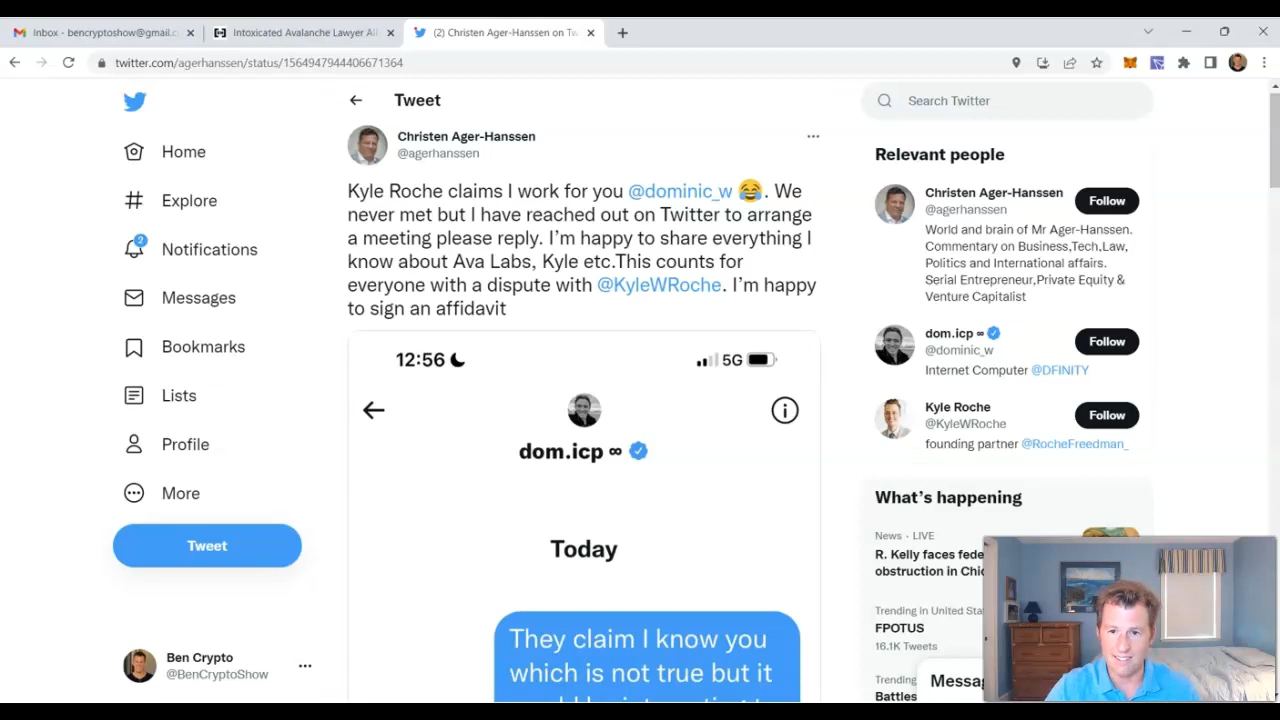 Inbox - bencryptoshow@gmail.c
Intoxicated Avalanche Lawyer All
(2) Christen Ager-Hanssen on Tw
twitter.com/agerhanssen/status/1564947944406671364
Home
Explore
2
Notifications
Messages
Bookmarks
Lists
Profile
More
Tweet
Ben Crypto
@BenCryptoShow
Tweet
Christen Ager-Hanssen
@agerhanssen
Kyle Roche claims I work for you @dominic_w 😂. We
never met but I have reached out on Twitter to arrange
a meeting please reply. I'm happy to share everything I
know about Ava Labs, Kyle etc.This counts for
everyone with a dispute with @KyleWRoche. I'm happy
to sign an affidavit
12:56
5G
dom.icp ∞
Today
They claim I know you
which is not true but it
Search Twitter
Relevant people
Christen Ager-Hanssen
@agerhanssen
Follow
World and brain of Mr Ager-Hanssen.
Commentary on Business,Tech,Law,
Politics and International affairs.
Serial Entrepreneur,Private Equity &
Venture Capitalist
dom.icp ∞
@dominic_w
Follow
Internet Computer @DFINITY
Kyle Roche
@KyleWRoche
Follow
founding partner @RocheFreedman_
What's happening
News · LIVE
R. Kelly faces fede
obstruction in Chic
Trending in United Sta
FPOTUS
16.1K Tweets
Trending
Battles
Messa